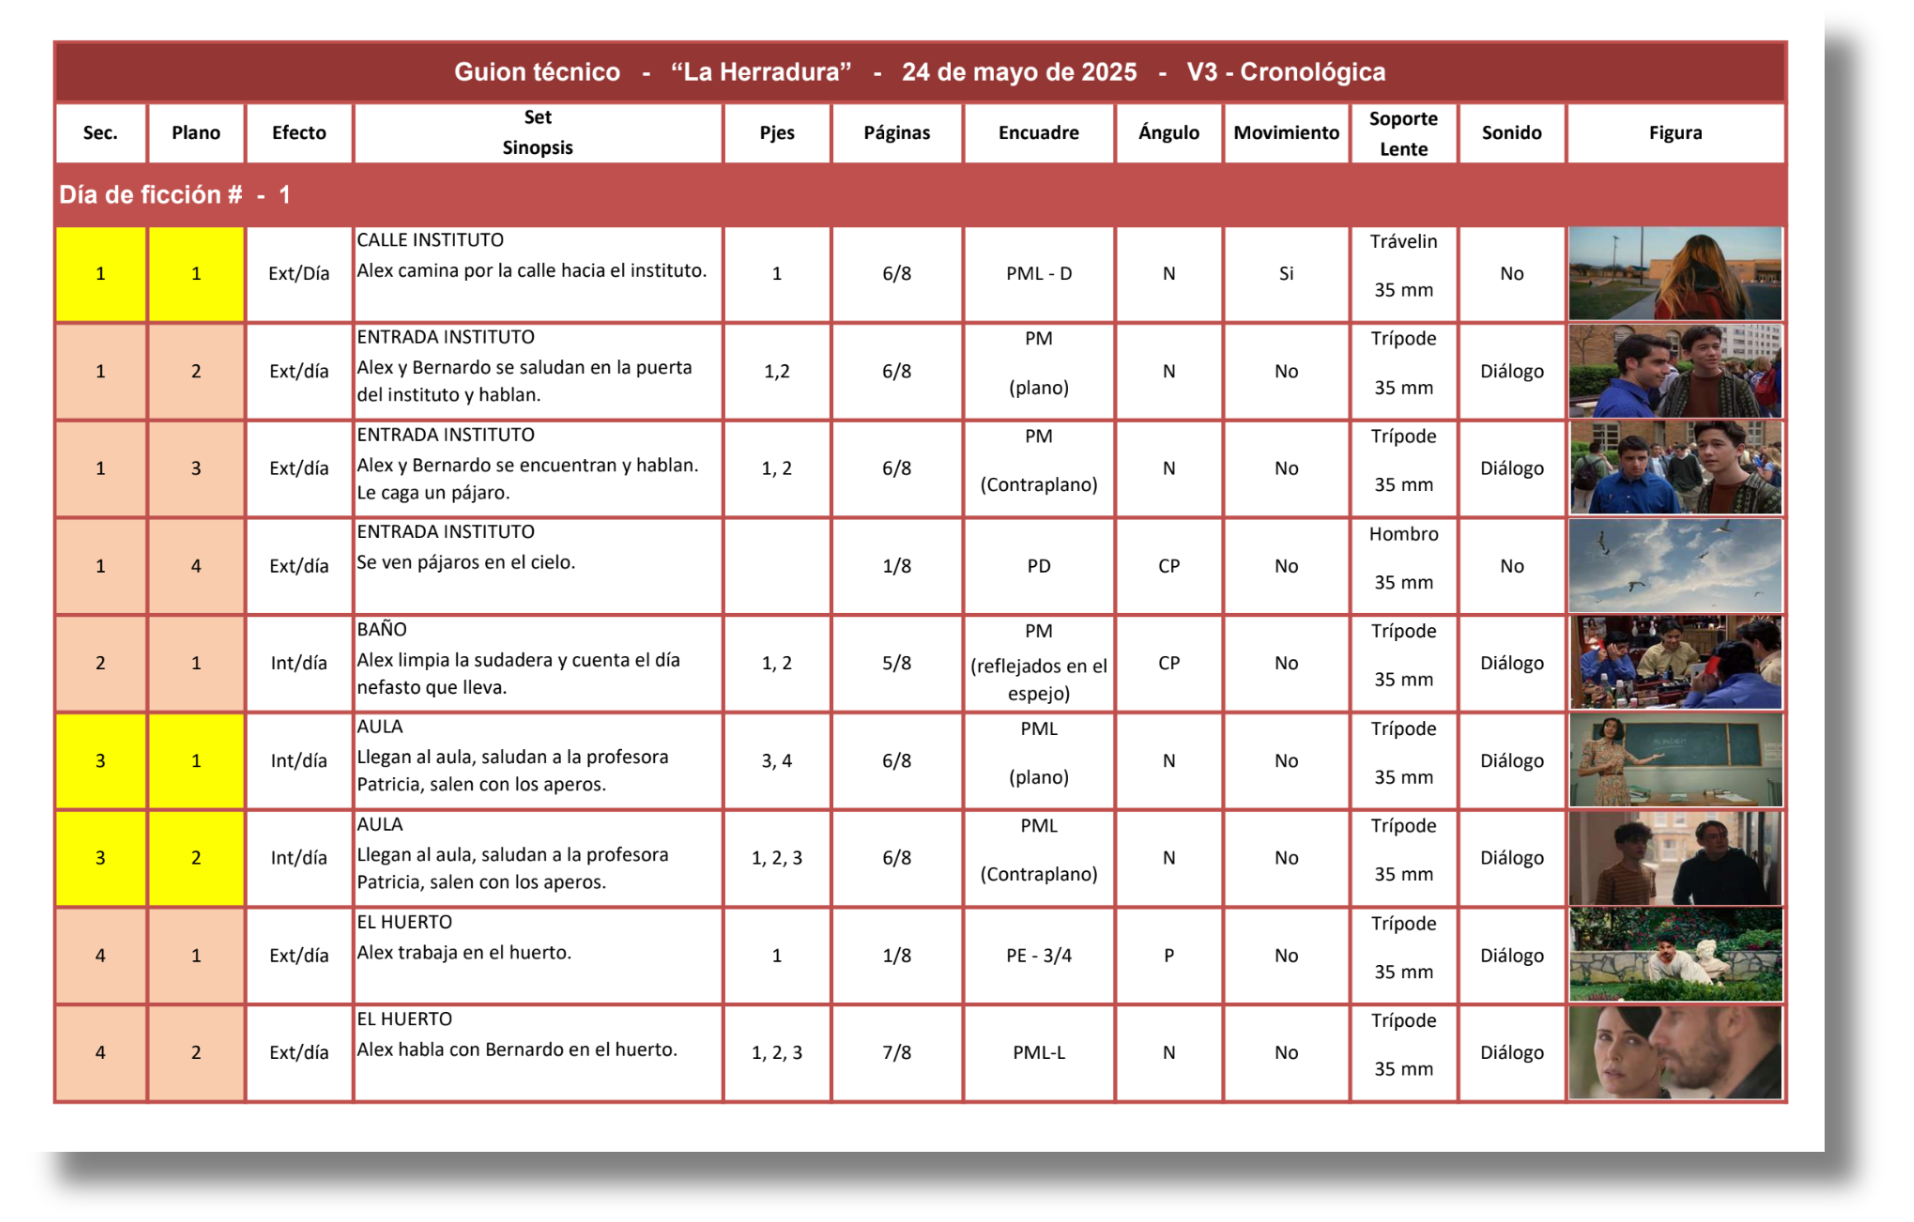 Guion técnico - “La Herradura” - 24 de mayo de 2025 - V3 - Cronológica
Sec. Plano Efecto Set Sinopsis Pjes Páginas Encuadre Ángulo Movimiento Soporte Lente Sonido Figura
Día de ficción # - 1
1 1 Ext/Día CALLE INSTITUTO
Alex camina por la calle hacia el instituto. 1 6/8 PML - D N Si Trávelin 35 mm No
1 2 Ext/día ENTRADA INSTITUTO
Alex y Bernardo se saludan en la puerta
del instituto y hablan. 1,2 6/8 PM (plano) N No Trípode 35 mm Diálogo
1 3 Ext/día ENTRADA INSTITUTO
Alex y Bernardo se encuentran y hablan.
Le caga un pájaro. 1, 2 6/8 PM (Contraplano) N No Trípode 35 mm Diálogo
1 4 Ext/día ENTRADA INSTITUTO
Se ven pájaros en el cielo. 1/8 PD CP No Hombro 35 mm No
2 1 Int/día BAÑO
Alex limpia la sudadera y cuenta el día
nefasto que lleva. 1, 2 5/8 PM (reflejados en el espejo) CP No Trípode 35 mm Diálogo
3 1 Int/día AULA
Llegan al aula, saludan a la profesora
Patricia, salen con los aperos. 3, 4 6/8 PML (plano) N No Trípode 35 mm Diálogo
3 2 Int/día AULA
Llegan al aula, saludan a la profesora
Patricia, salen con los aperos. 1, 2, 3 6/8 PML (Contraplano) N No Trípode 35 mm Diálogo
4 1 Ext/día EL HUERTO
Alex trabaja en el huerto. 1 1/8 PE - 3/4 P No Trípode 35 mm Diálogo
4 2 Ext/día EL HUERTO
Alex habla con Bernardo en el huerto. 1, 2, 3 7/8 PML-L N No Trípode 35 mm Diálogo